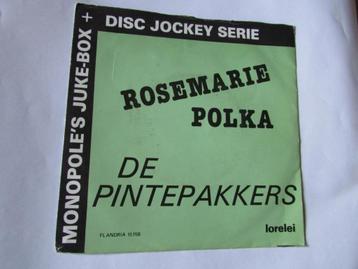 MONOPOLE'S JUKE-BOX +
DISC JOCKEY SERIE
ROSEMARIE
POLKA
DE
PINTEPAKKERS
FLANDRIA
lorelei